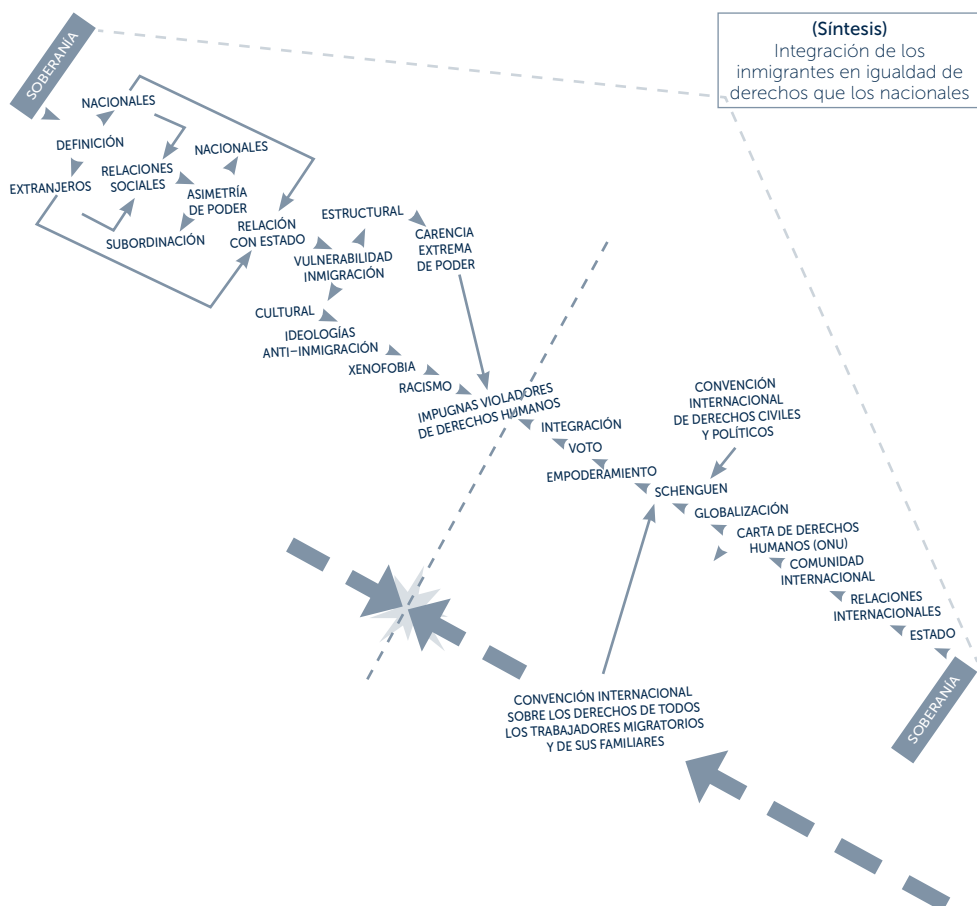 (Síntesis)
Integración de los
inmigrantes en igualdad de
derechos que los nacionales
SOBERANÍA
NACIONALES
DEFINICIÓN
EXTRANJEROS
RELACIONES
SOCIALES
NACIONALES
ASIMETRÍA
DE PODER
SUBORDINACIÓN
RELACIÓN
CON ESTADO
ESTRUCTURAL
VULNERABILIDAD
INMIGRACIÓN
CARENCIA
EXTREMA
DE PODER
CULTURAL
IDEOLOGÍAS
ANTI-INMIGRACIÓN
XENOFOBIA
RACISMO
IMPUGNAS VIOLADORES
DE DERECHOS HUMANOS
INTEGRACIÓN
VOTO
EMPODERAMIENTO
CONVENCIÓN
INTERNACIONAL
DE DERECHOS CIVILES
Y POLÍTICOS
SCHENGUEN
GLOBALIZACIÓN
CARTA DE DERECHOS
HUMANOS (ONU)
COMUNIDAD
INTERNACIONAL
RELACIONES
INTERNACIONALES
ESTADO
SOBERANÍA
CONVENCIÓN INTERNACIONAL
SOBRE LOS DERECHOS DE TODOS
LOS TRABAJADORES MIGRATORIOS
Y DE SUS FAMILIARES